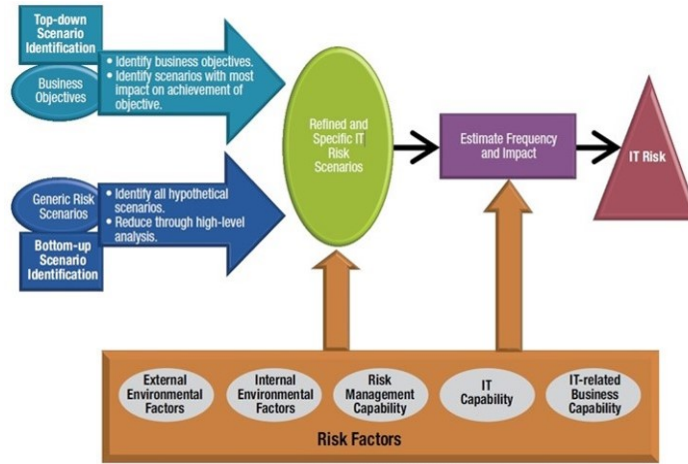 Top-down
Scenario
Identification
Business
Objectives
• Identify business objectives.
• Identify scenarios with most
impact on achievement of
objective.
Generic Risk
Scenarios
Bottom-up
Scenario
Identification
• Identify all hypothetical
scenarios.
• Reduce through high-level
analysis.
Refined and
Specific IT
Risk
Scenarios
Estimate Frequency
and Impact
IT Risk
External
Environmental
Factors
Internal
Environmental
Factors
Risk
Management
Capability
IT
Capability
IT-related
Business
Capability
Risk Factors